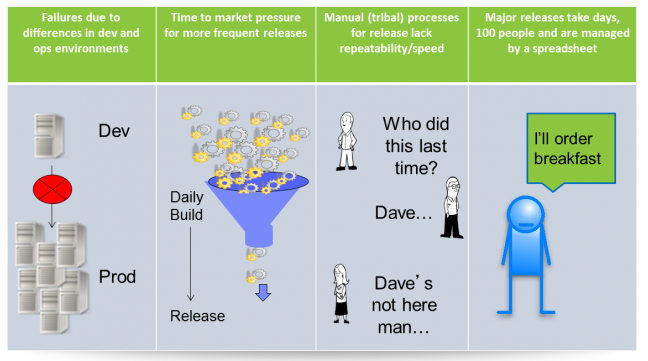 Failures due to
differences in dev and
ops environments
Time to market pressure
for more frequent releases
Manual (tribal) processes
for release lack
repeatability/speed
Major releases take days,
100 people and are managed
by a spreadsheet
Dev
Prod
Daily
Build
Release
Who did
this last
time?
Dave…
Dave’s
not here
man…
I’ll order
breakfast